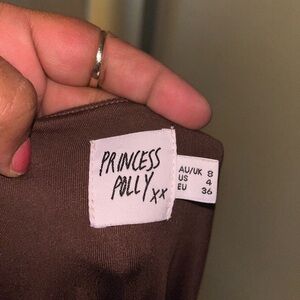 PRINCESS
POLLY xx
AU/UK 8
US 4
EU 36